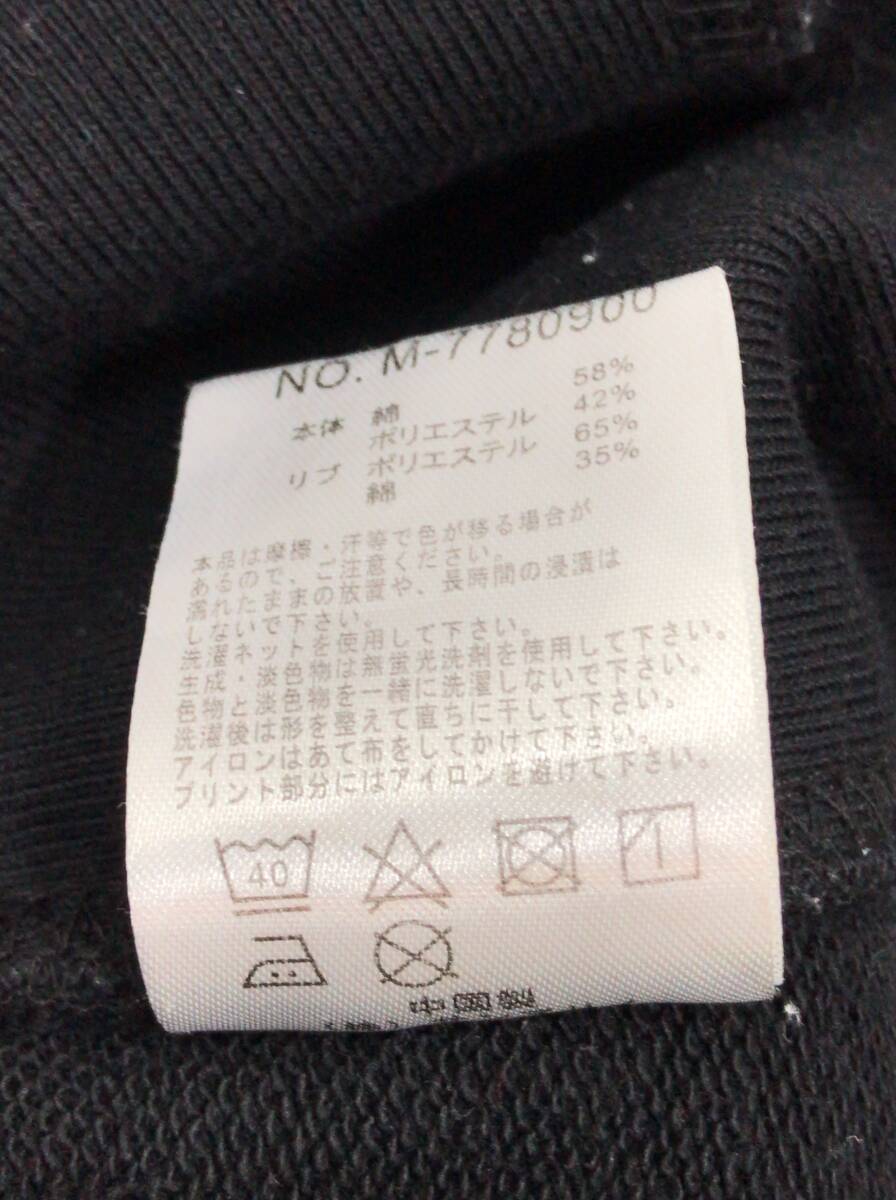 NO. M-7780900
本体 綿 58%
ポリエステル 42%
リブ ポリエステル 65%
綿 35%
本品は摩擦・汗等で色が移る場合が
あるので、ご注意ください。
濡れたままの放置や、長時間の浸漬は
しないで下さい。
洗濯ネットを使用して下さい。
生成・淡色物は無蛍光洗剤を使用して下さい。
色物と淡色物を一緒に洗濯しないで下さい。
洗濯後は形を整えて直ちに干して下さい。
アイロンはあて布をしてかけて下さい。
プリント部分にはアイロンを避けて下さい。
40